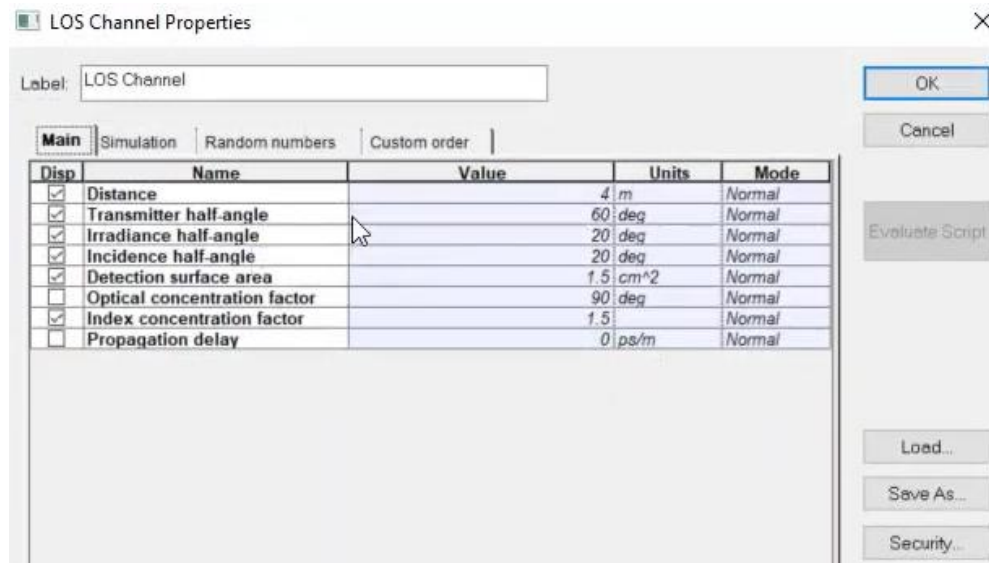 LOS Channel Properties
Label: LOS Channel
OK
Cancel
Main Simulation Random numbers Custom order
Disp Name Value Units Mode
Distance 4 m Normal
Transmitter half-angle 60 deg Normal
Irradiance half-angle 20 deg Normal
Incidence half-angle 20 deg Normal
Detection surface area 1.5 cm^2 Normal
Optical concentration factor 90 deg Normal
Index concentration factor 1.5 Normal
Propagation delay 0 ps/m Normal
Evaluate Script
Load...
Save As...
Security...